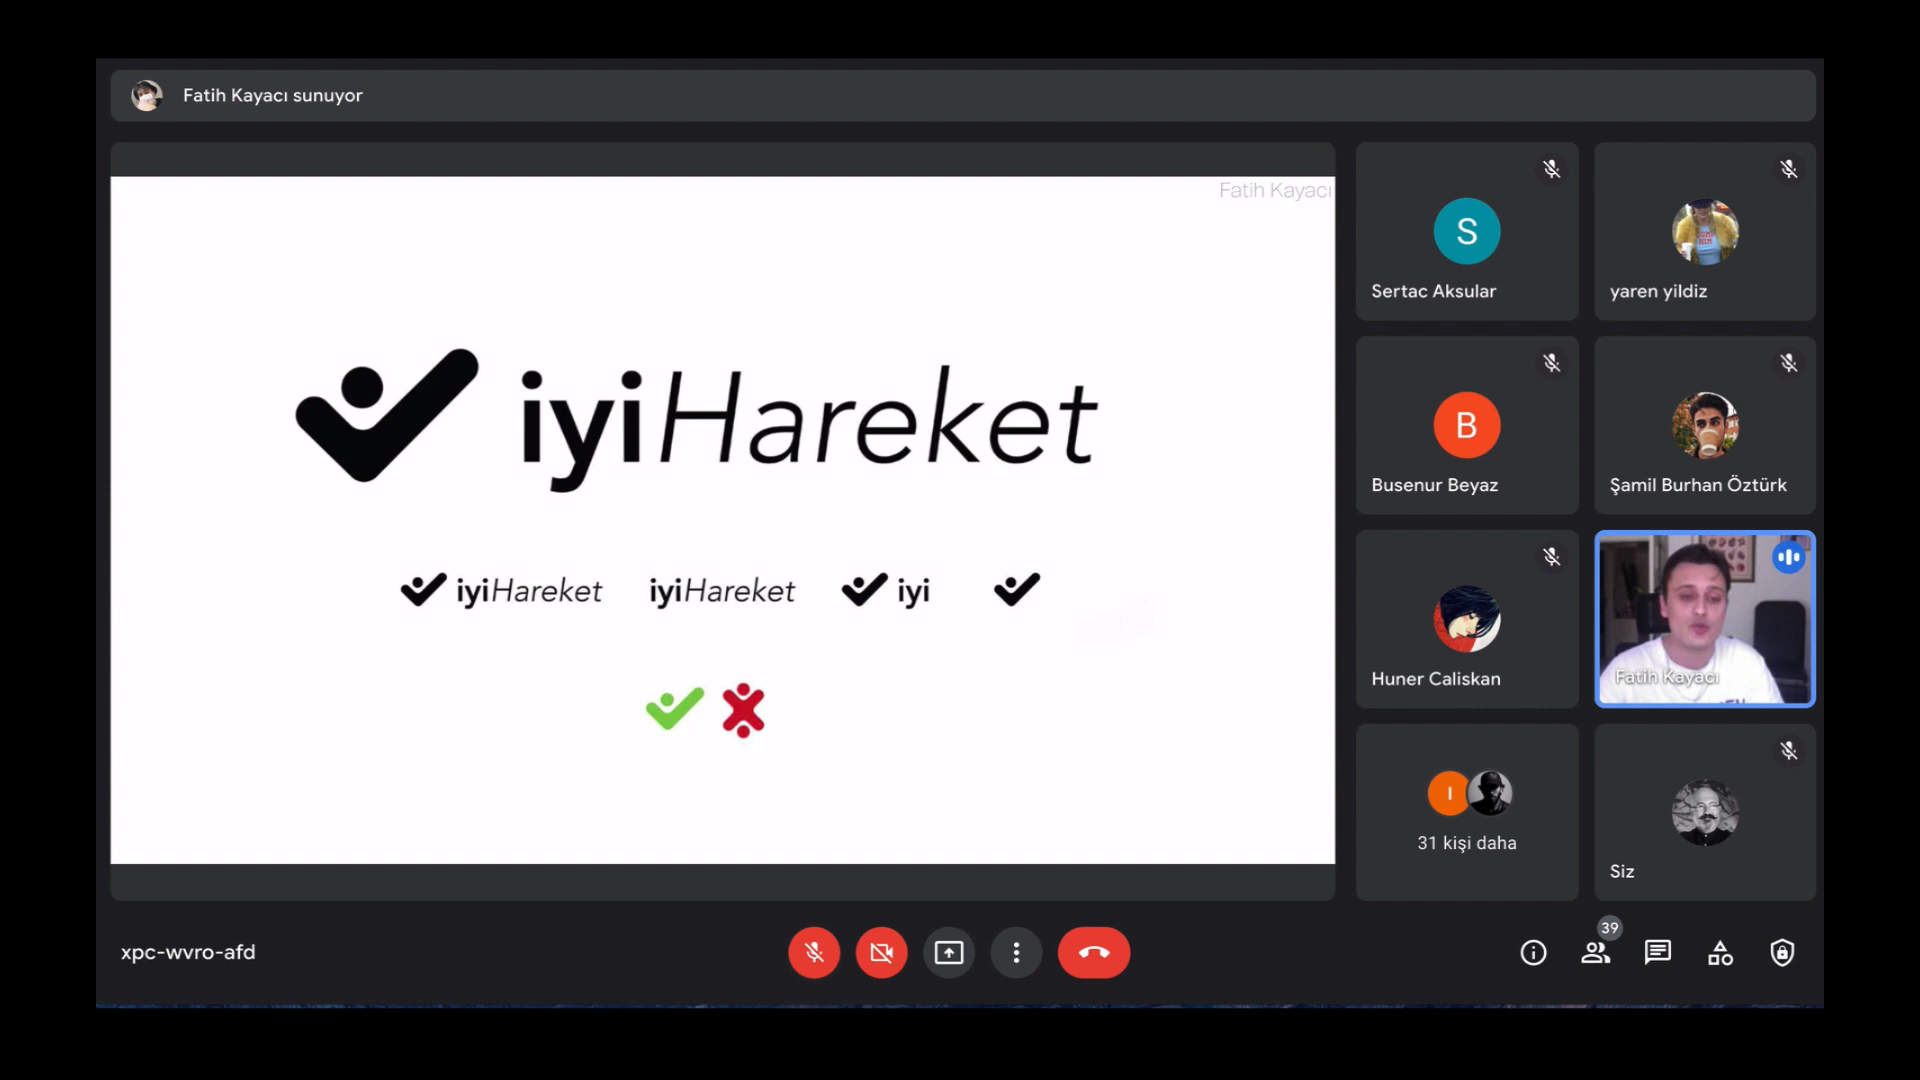 Fatih Kayacı sunuyor
Fatih Kayacı
iyiHareket
iyiHareket
iyiHareket
iyi
S
Sertac Aksular
yaren yildiz
B
Busenur Beyaz
Şamil Burhan Öztürk
Huner Caliskan
Fatih Kayacı
I
31 kişi daha
Siz
xpc-wvro-afd
39